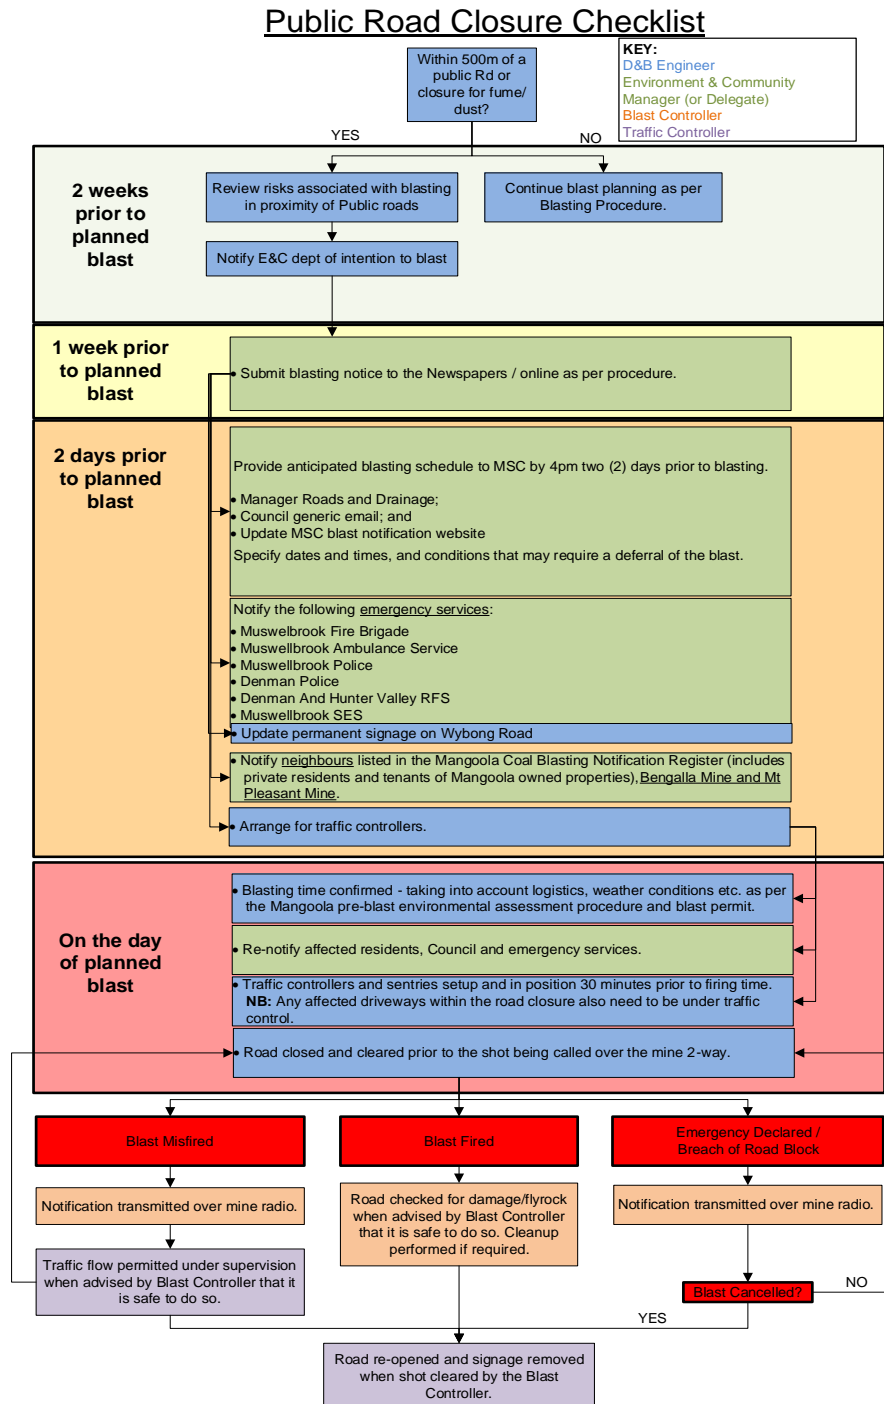 Public Road Closure Checklist
Within 500m of a
public Rd or
closure for fume/
dust?
KEY:
D&B Engineer
Environment & Community
Manager (or Delegate)
Blast Controller
Traffic Controller
YES
NO
2 weeks
prior to
planned
blast
Review risks associated with blasting
in proximity of Public roads
Continue blast planning as per
Blasting Procedure.
Notify E&C dept of intention to blast
1 week prior
to planned
blast
• Submit blasting notice to the Newspapers / online as per procedure.
2 days prior
to planned
blast
Provide anticipated blasting schedule to MSC by 4pm two (2) days prior to blasting.
• Manager Roads and Drainage;
• Council generic email; and
• Update MSC blast notification website
Specify dates and times, and conditions that may require a deferral of the blast.
Notify the following emergency services:
• Muswelbrook Fire Brigade
• Muswellbrook Ambulance Service
• Muswellbrook Police
• Denman Police
• Denman And Hunter Valley RFS
• Muswellbrook SES
• Update permanent signage on Wybong Road
• Notify neighbours listed in the Mangoola Coal Blasting Notification Register (includes
private residents and tenants of Mangoola owned properties), Bengalla Mine and Mt
Pleasant Mine.
• Arrange for traffic controllers.
On the day
of planned
blast
• Blasting time confirmed - taking into account logistics, weather conditions etc. as per
the Mangoola pre-blast environmental assessment procedure and blast permit.
• Re-notify affected residents, Council and emergency services.
• Traffic controllers and sentries setup and in position 30 minutes prior to firing time.
NB: Any affected driveways within the road closure also need to be under traffic
control.
• Road closed and cleared prior to the shot being called over the mine 2-way.
Blast Misfired
Blast Fired
Emergency Declared /
Breach of Road Block
Notification transmitted over mine radio.
Road checked for damage/flyrock
when advised by Blast Controller
that it is safe to do so. Cleanup
performed if required.
Notification transmitted over mine radio.
Traffic flow permitted under supervision
when advised by Blast Controller that it
is safe to do so.
Blast Cancelled?
NO
YES
Road re-opened and signage removed
when shot cleared by the Blast
Controller.